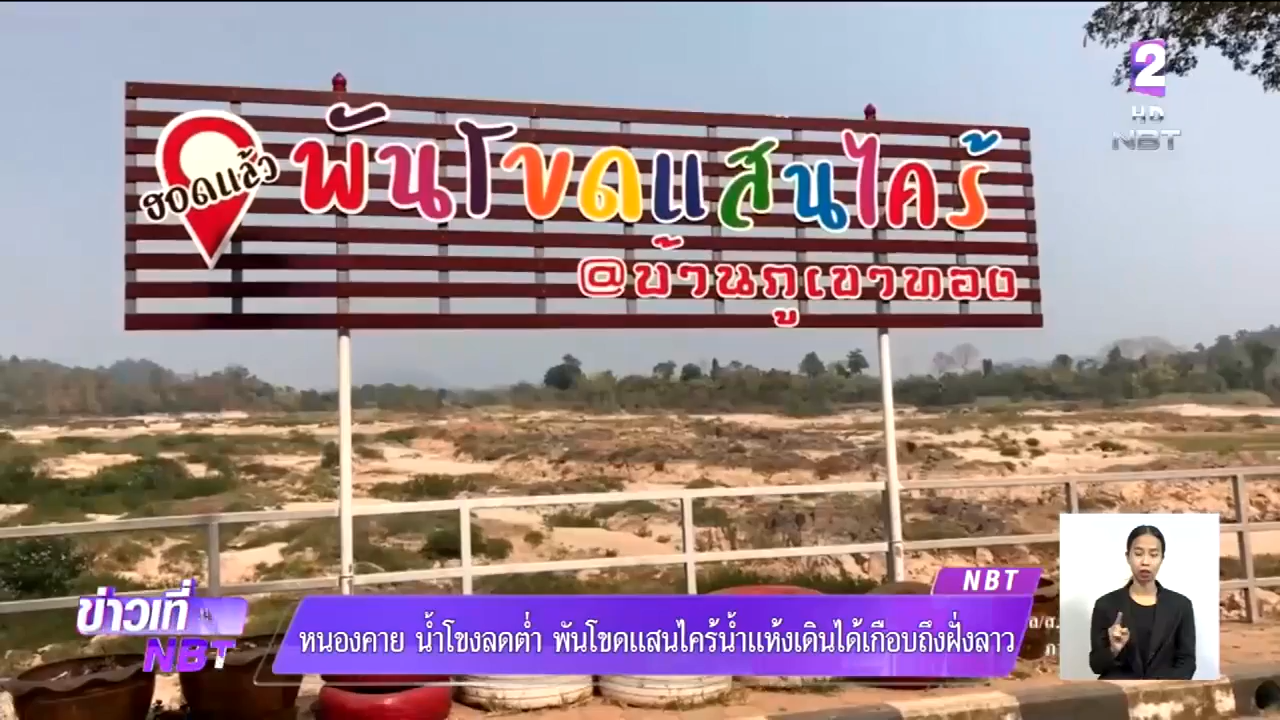 2
HD
NBT
ฮอดแล้ว
พันโขดแสนไคร้
@บ้านภูเขาทอง
NBT
ข่าวเที่ยง
NBT
หนองคาย น้ำโขงลดต่ำ พันโขดแสนไคร้น้ำแห้งเดินได้เกือบถึงฝั่งลาว